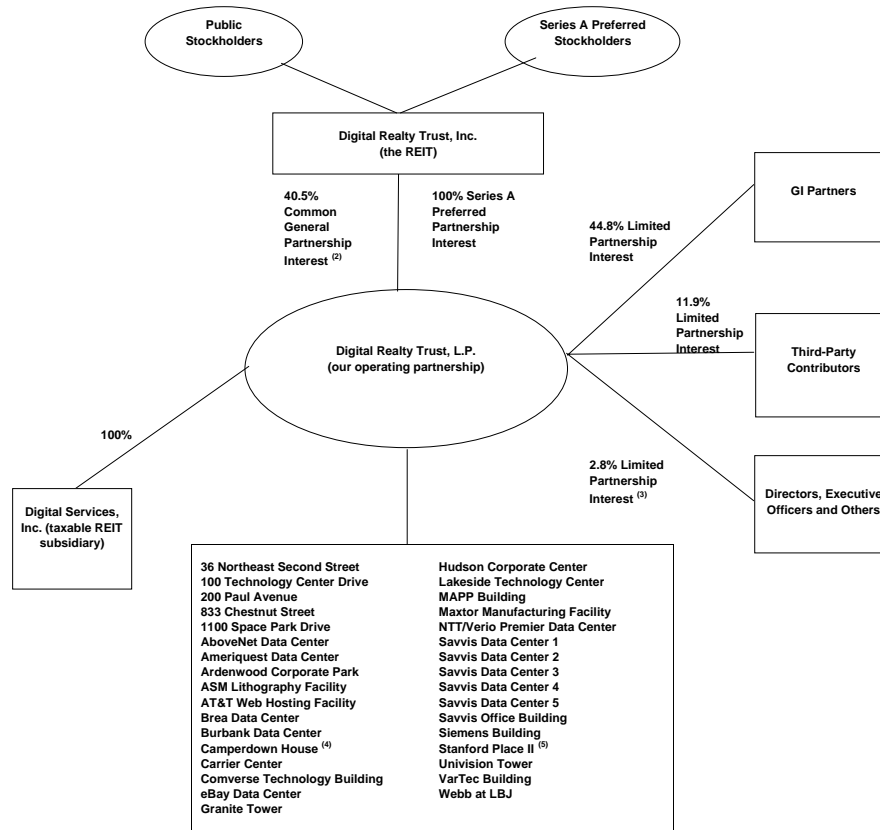 Public
Stockholders
Series A Preferred
Stockholders
Digital Realty Trust, Inc.
(the REIT)
40.5%
Common
General
Partnership
Interest (2)
100% Series A
Preferred
Partnership
Interest
44.8% Limited
Partnership
Interest
GI Partners
11.9%
Limited
Partnership
Interest
Third-Party
Contributors
Digital Realty Trust, L.P.
(our operating partnership)
100%
2.8% Limited
Partnership
Interest (3)
Directors, Executive
Officers and Others
Digital Services,
Inc. (taxable REIT
subsidiary)
36 Northeast Second Street
100 Technology Center Drive
200 Paul Avenue
833 Chestnut Street
1100 Space Park Drive
AboveNet Data Center
Ameriquest Data Center
Ardenwood Corporate Park
ASM Lithography Facility
AT&T Web Hosting Facility
Brea Data Center
Burbank Data Center
Camperdown House (4)
Carrier Center
Comverse Technology Building
eBay Data Center
Granite Tower
Hudson Corporate Center
Lakeside Technology Center
MAPP Building
Maxtor Manufacturing Facility
NTT/Verio Premier Data Center
Savvis Data Center 1
Savvis Data Center 2
Savvis Data Center 3
Savvis Data Center 4
Savvis Data Center 5
Savvis Office Building
Siemens Building
Stanford Place II (5)
Univision Tower
VarTec Building
Webb at LBJ